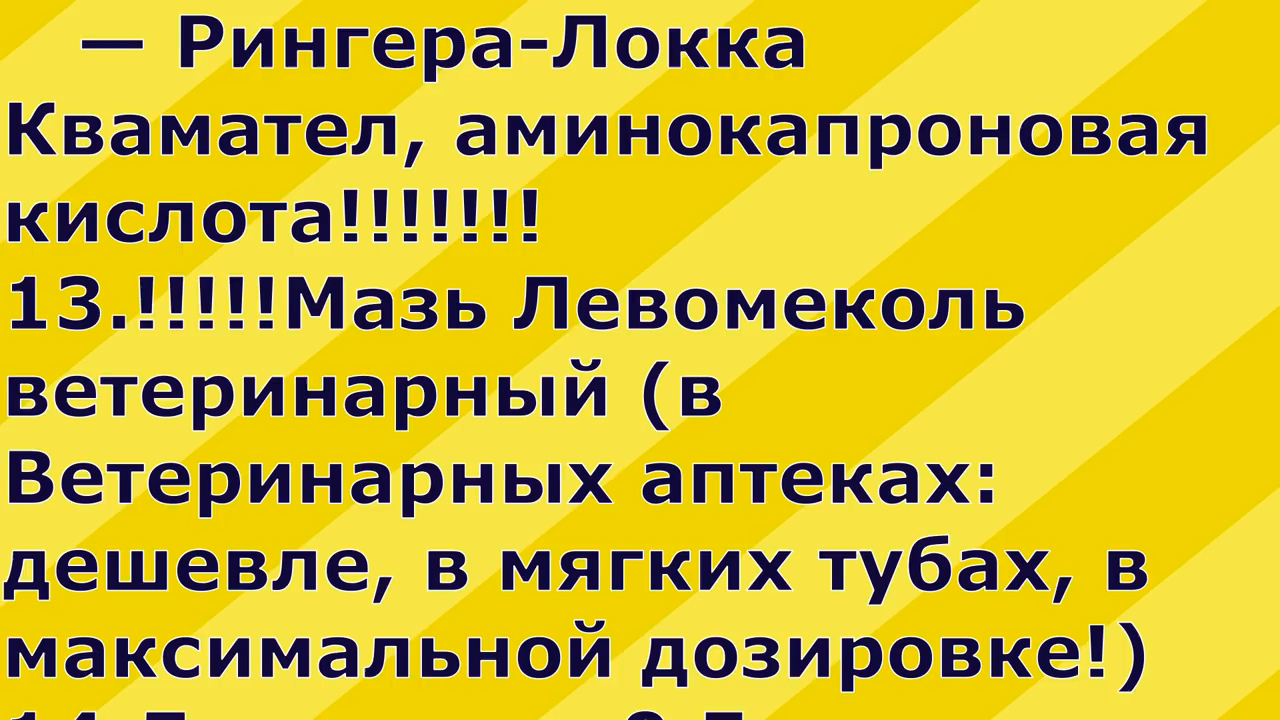 — Рингера-Локка
Квамател, аминокапроновая
кислота!!!!!!!
13.!!!!!Мазь Левомеколь
ветеринарный (в
Ветеринарных аптеках:
дешевле, в мягких тубах, в
максимальной дозировке!)